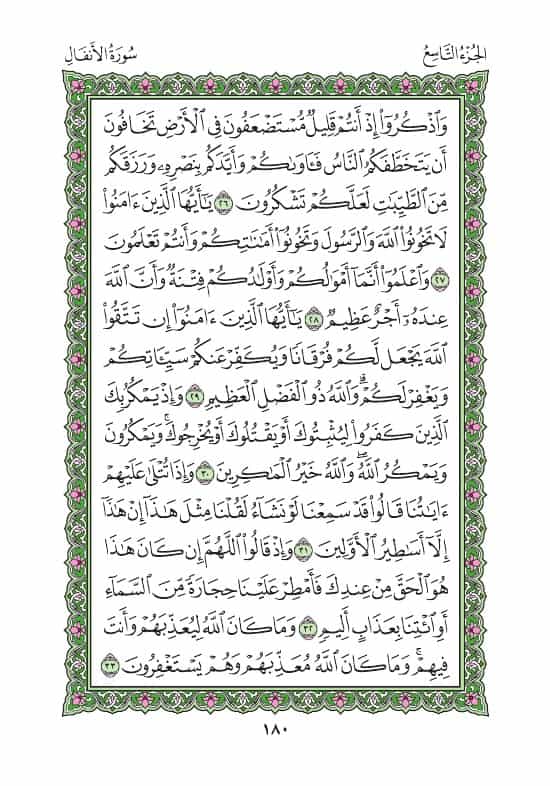 الجُزْءُ التَّاسِعُ
سُورَةُ الأَنفَالِ
وَٱذْكُرُوٓا۟ إِذْ أَنتُمْ قَلِيلٌ مُّسْتَضْعَفُونَ فِى ٱلْأَرْضِ تَخَافُونَ
أَن يَتَخَطَّفَكُمُ ٱلنَّاسُ فَـَٔاوَىٰكُمْ وَأَيَّدَكُم بِنَصْرِهِۦ وَرَزَقَكُم
مِّنَ ٱلطَّيِّبَـٰتِ لَعَلَّكُمْ تَشْكُرُونَ ٢٦ يَـٰٓأَيُّهَا ٱلَّذِينَ ءَامَنُوا۟
لَا تَخُونُوا۟ ٱللَّهَ وَٱلرَّسُولَ وَتَخُونُوٓا۟ أَمَـٰنَـٰتِكُمْ وَأَنتُمْ تَعْلَمُونَ
٢٧ وَٱعْلَمُوٓا۟ أَنَّمَآ أَمْوَٰلُكُمْ وَأَوْلَـٰدُكُمْ فِتْنَةٌ وَأَنَّ ٱللَّهَ
عِندَهُۥٓ أَجْرٌ عَظِيمٌ ٢٨ يَـٰٓأَيُّهَا ٱلَّذِينَ ءَامَنُوٓا۟ إِن تَتَّقُوا۟
ٱللَّهَ يَجْعَل لَّكُمْ فُرْقَانًا وَيُكَفِّرْ عَنكُمْ سَيِّـَٔاتِكُمْ
وَيَغْفِرْ لَكُمْ ۗ وَٱللَّهُ ذُو ٱلْفَضْلِ ٱلْعَظِيمِ ٢٩ وَإِذْ يَمْكُرُ بِكَ
ٱلَّذِينَ كَفَرُوا۟ لِيُثْبِتُوكَ أَوْ يَقْتُلُوكَ أَوْ يُخْرِجُوكَ ۚ وَيَمْكُرُونَ
وَيَمْكُرُ ٱللَّهُ ۖ وَٱللَّهُ خَيْرُ ٱلْمَـٰكِرِينَ ٣٠ وَإِذَا تُتْلَىٰ عَلَيْهِمْ
ءَايَـٰتُنَا قَالُوا۟ قَدْ سَمِعْنَا لَوْ نَشَآءُ لَقُلْنَا مِثْلَ هَـٰذَآ إِنْ هَـٰذَآ
إِلَّآ أَسَـٰطِيرُ ٱلْأَوَّلِينَ ٣١ وَإِذْ قَالُوا۟ ٱللَّهُمَّ إِن كَانَ هَـٰذَا
هُوَ ٱلْحَقَّ مِنْ عِندِكَ فَأَمْطِرْ عَلَيْنَا حِجَارَةً مِّنَ ٱلسَّمَآءِ
أَوِ ٱئْتِنَا بِعَذَابٍ أَلِيمٍ ٣٢ وَمَا كَانَ ٱللَّهُ لِيُعَذِّبَهُمْ وَأَنتَ
فِيهِمْ ۚ وَمَا كَانَ ٱللَّهُ مُعَذِّبَهُمْ وَهُمْ يَسْتَغْفِرُونَ ٣٣
١٨٠